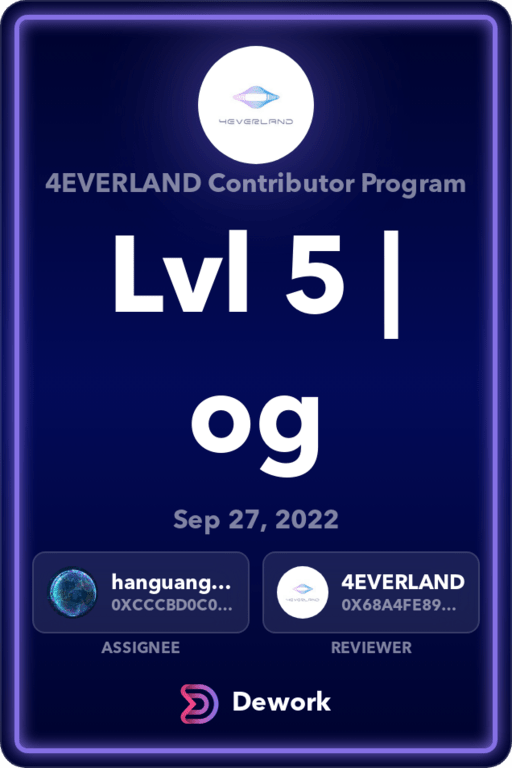 4EVERLAND
4EVERLAND Contributor Program
Lvl 5 |
og
Sep 27, 2022
hanguang...
0XCCCBD0C0...
ASSIGNEE
4EVERLAND
4EVERLAND
0X68A4FE89...
REVIEWER
Dework